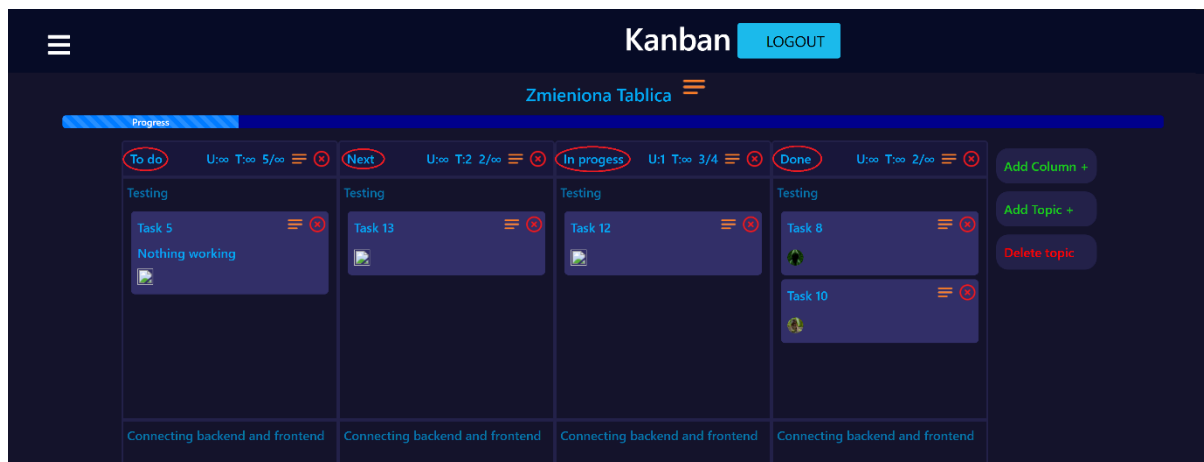 Kanban LOGOUT
Zmieniona Tablica
Progress
To do U:∞ T:∞ 5/∞ Next U:∞ T:2 2/∞ In progess U:1 T:∞ 3/4 Done U:∞ T:∞ 2/∞
Add Column +
Testing Testing Testing Testing
Add Topic +
Task 5 Task 13 Task 12 Task 8
Nothing working
Delete topic
Task 10
Connecting backend and frontend Connecting backend and frontend Connecting backend and frontend Connecting backend and frontend